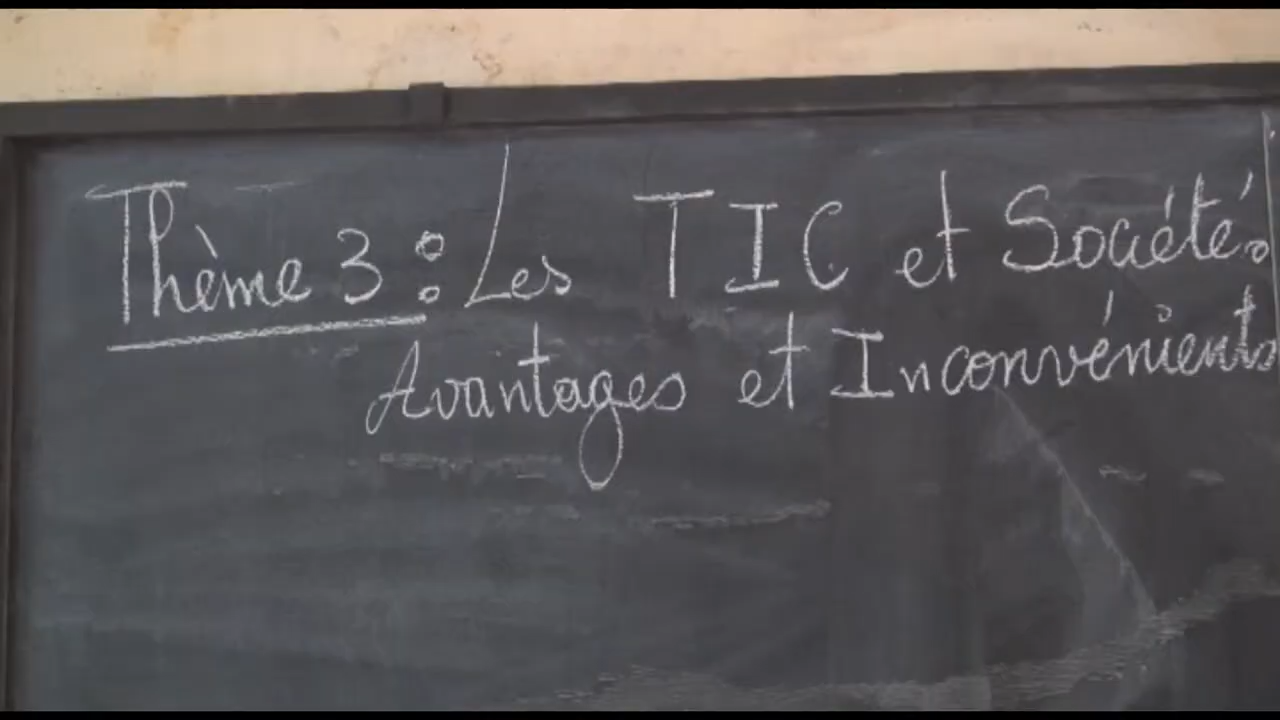 Thème 3 : Les TIC et Société :
Avantages et Inconvénients